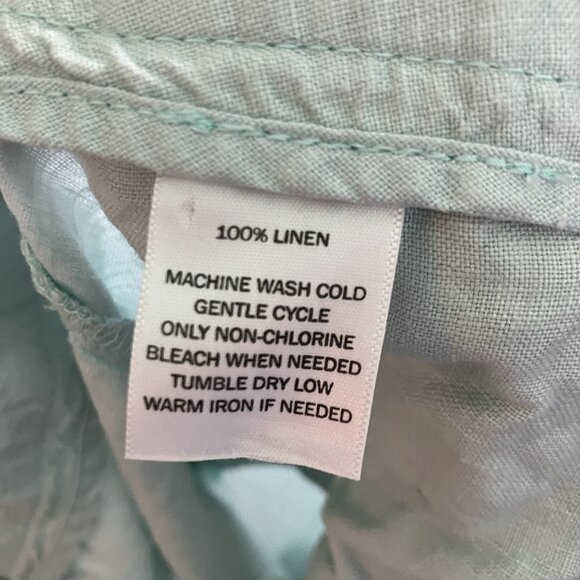 100% LINEN
MACHINE WASH COLD
GENTLE CYCLE
ONLY NON-CHLORINE
BLEACH WHEN NEEDED
TUMBLE DRY LOW
WARM IRON IF NEEDED